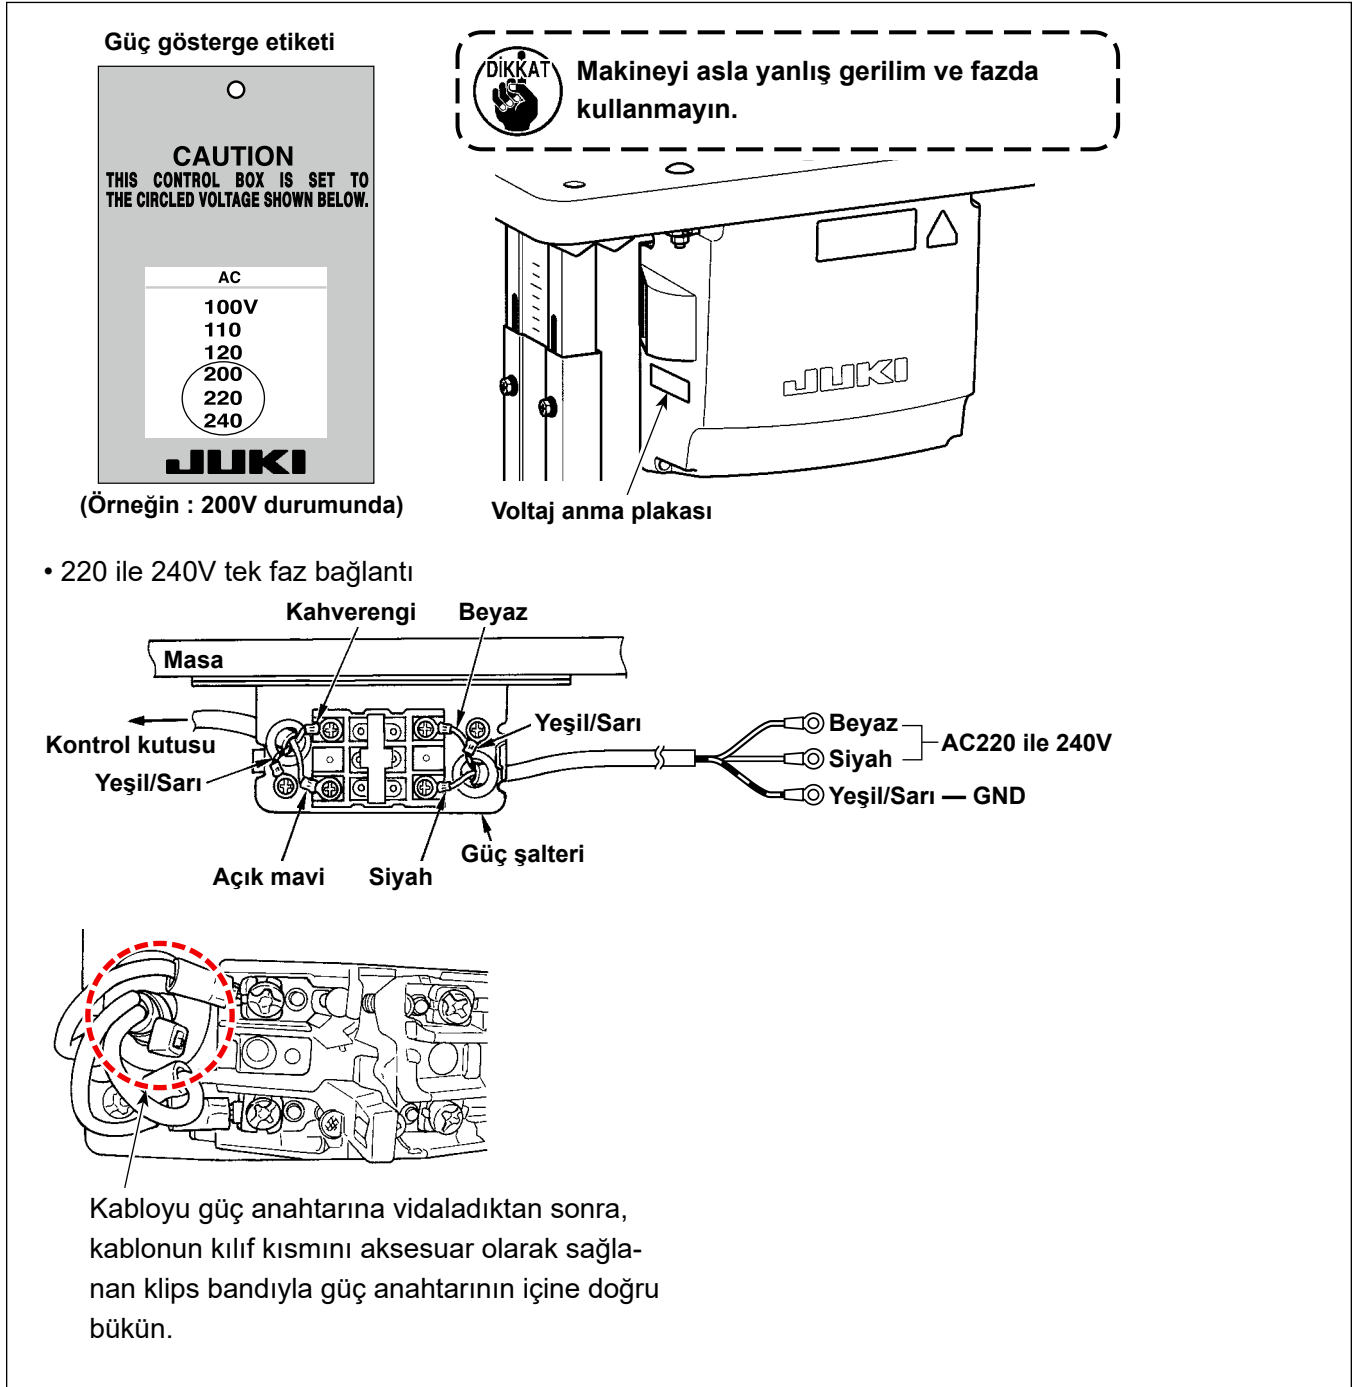 Güç gösterge etiketi
CAUTION
THIS CONTROL BOX IS SET TO
THE CIRCLED VOLTAGE SHOWN BELOW.
AC
100V
110
120
200
220
240
JUKI
(Örneğin : 200V durumunda)
DİKKAT
Makineyi asla yanlış gerilim ve fazda
kullanmayın.
JUKI
Voltaj anma plakası
• 220 ile 240V tek faz bağlantı
Kahverengi
Beyaz
Masa
Kontrol kutusu
Yeşil/Sarı
Yeşil/Sarı
Açık mavi
Siyah
Güç şalteri
Beyaz
Siyah
AC220 ile 240V
Yeşil/Sarı — GND
Kabloyu güç anahtarına vidaladıktan sonra,
kablonun kılıf kısmını aksesuar olarak sağla-
nan klips bandıyla güç anahtarının içine doğru
bükün.